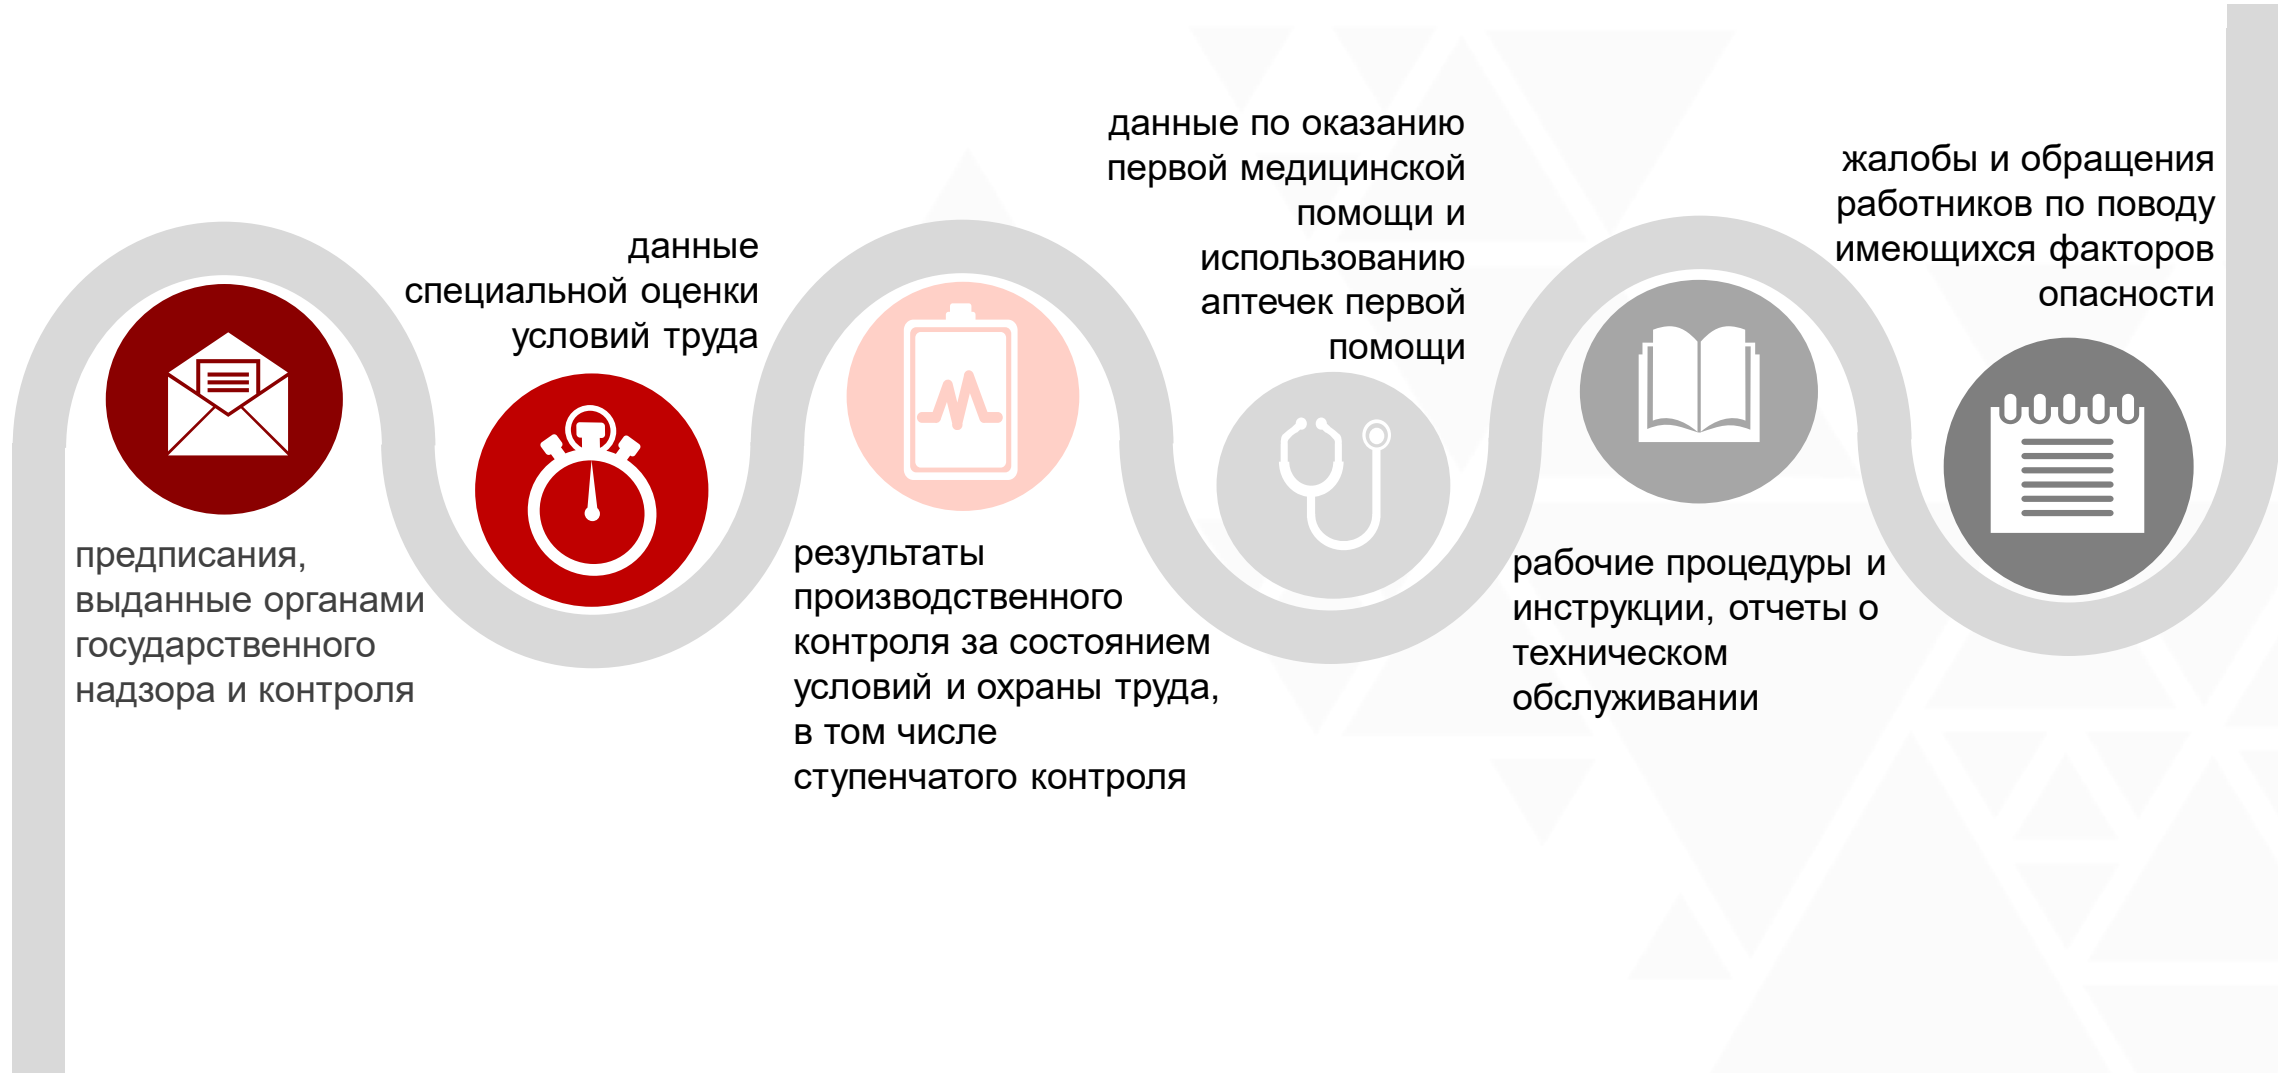 предписания,
выданные органами
государственного
надзора и контроля
данные
специальной оценки
условий труда
результаты
производственного
контроля за состоянием
условий и охраны труда,
в том числе
ступенчатого контроля
данные по оказанию
первой медицинской
помощи и
использованию
аптечек первой
помощи
рабочие процедуры и
инструкции, отчеты о
техническом
обслуживании
жалобы и обращения
работников по поводу
имеющихся факторов
опасности